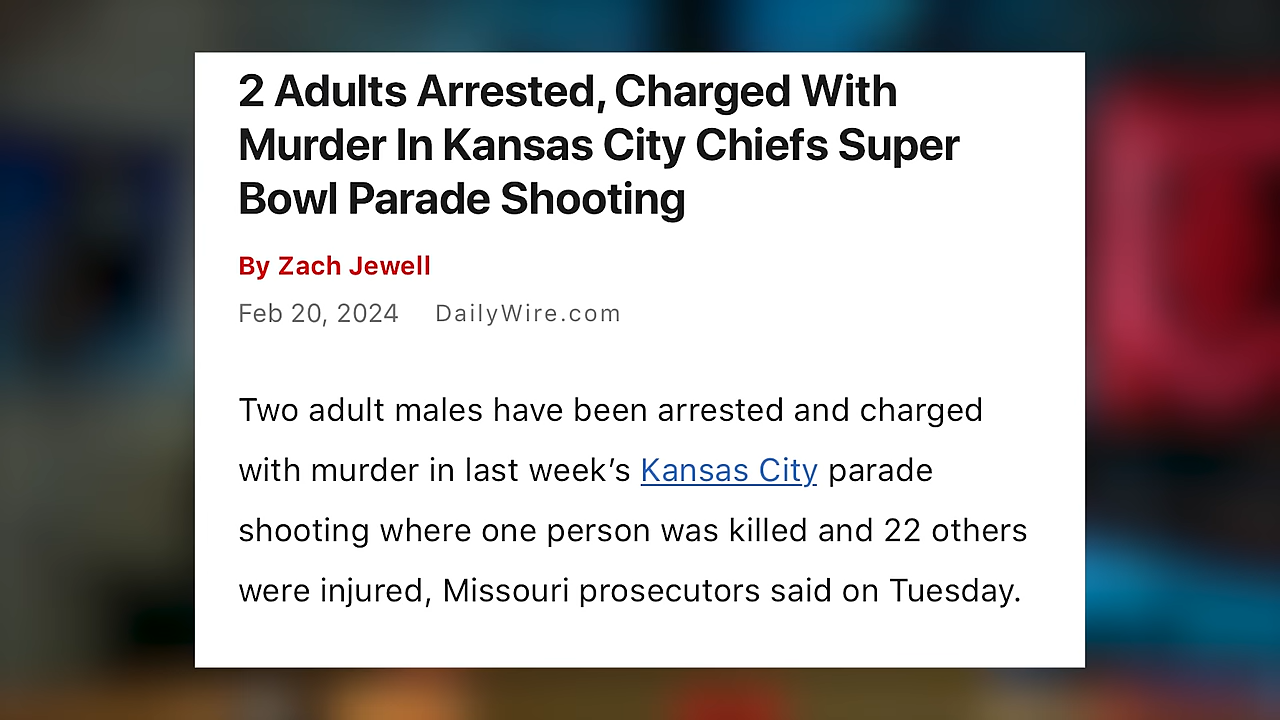 2 Adults Arrested, Charged With
Murder In Kansas City Chiefs Super
Bowl Parade Shooting
By Zach Jewell
Feb 20, 2024 DailyWire.com
Two adult males have been arrested and charged
with murder in last week’s Kansas City parade
shooting where one person was killed and 22 others
were injured, Missouri prosecutors said on Tuesday.